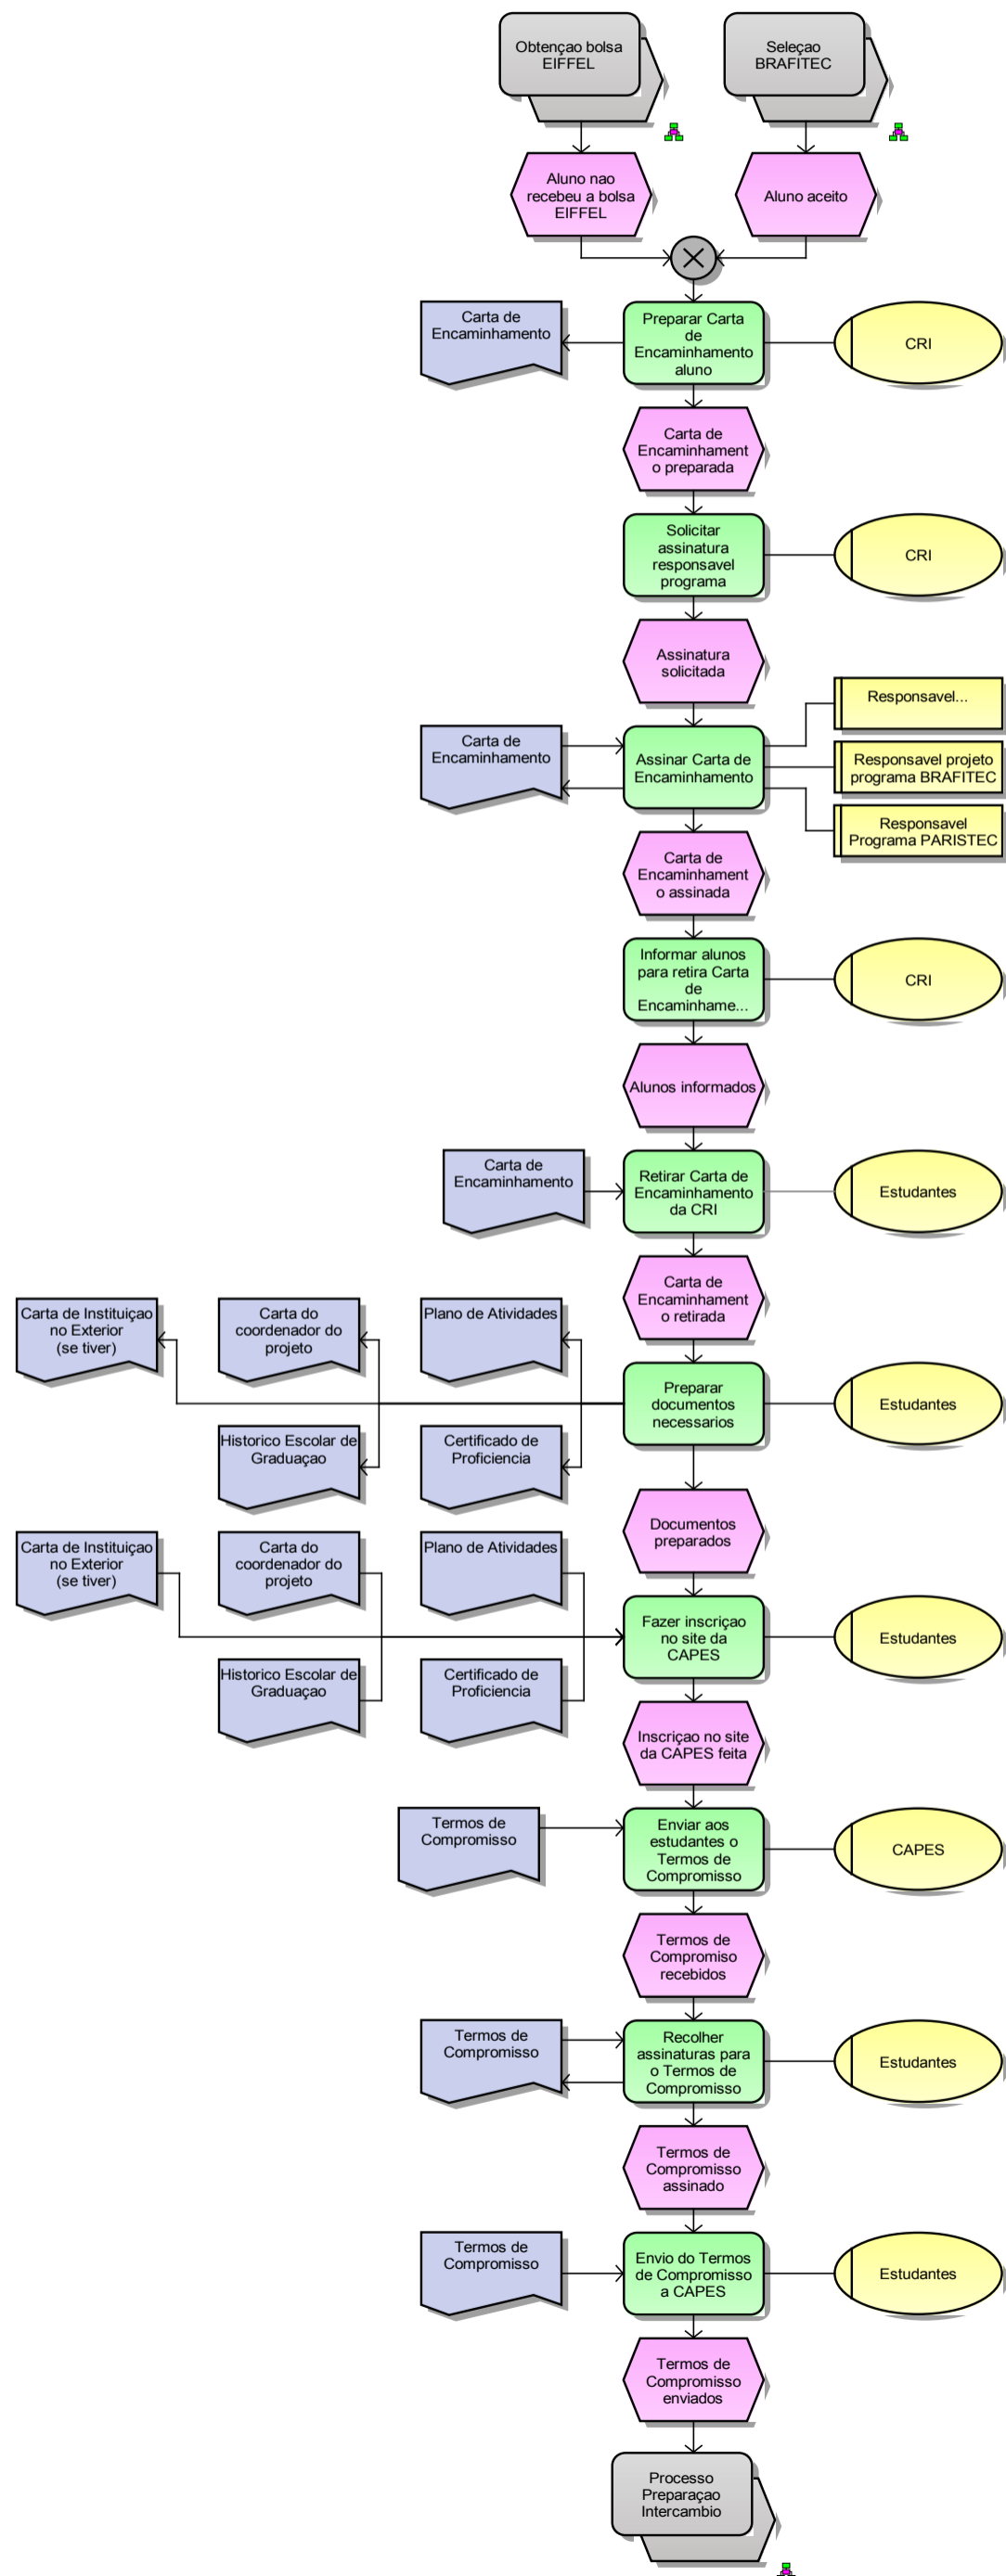 Obtençao bolsa
EIFFEL
Seleçao
BRAFITEC
Aluno nao
recebeu a bolsa
EIFFEL
Aluno aceito
Carta de
Encaminhamento
Preparar Carta
de
Encaminhamento
aluno
CRI
Carta de
Encaminhament
o preparada
Solicitar
assinatura
responsavel
programa
CRI
Assinatura
solicitada
Carta de
Encaminhamento
Assinar Carta de
Encaminhamento
Responsavel...
Responsavel projeto
programa BRAFITEC
Responsavel
Programa PARISTEC
Carta de
Encaminhament
o assinada
Informar alunos
para retira Carta
de
Encaminhame...
CRI
Alunos informados
Carta de
Encaminhamento
Retirar Carta de
Encaminhamento
da CRI
Estudantes
Carta de
Encaminhament
o retirada
Carta de Instituiçao
no Exterior
(se tiver)
Carta do
coordenador do
projeto
Plano de Atividades
Preparar
documentos
necessarios
Estudantes
Historico Escolar de
Graduaçao
Certificado de
Proficiencia
Documentos
preparados
Carta de Instituiçao
no Exterior
(se tiver)
Carta do
coordenador do
projeto
Plano de Atividades
Fazer inscriçao
no site da
CAPES
Estudantes
Historico Escolar de
Graduaçao
Certificado de
Proficiencia
Inscriçao no site
da CAPES feita
Termos de
Compromisso
Enviar aos
estudantes o
Termos de
Compromisso
CAPES
Termos de
Compromiso
recebidos
Termos de
Compromisso
Recolher
assinaturas para
o Termos de
Compromisso
Estudantes
Termos de
Compromisso
assinado
Termos de
Compromisso
Envio do Termos
de Compromisso
a CAPES
Estudantes
Termos de
Compromisso
enviados
Processo
Preparaçao
Intercambio